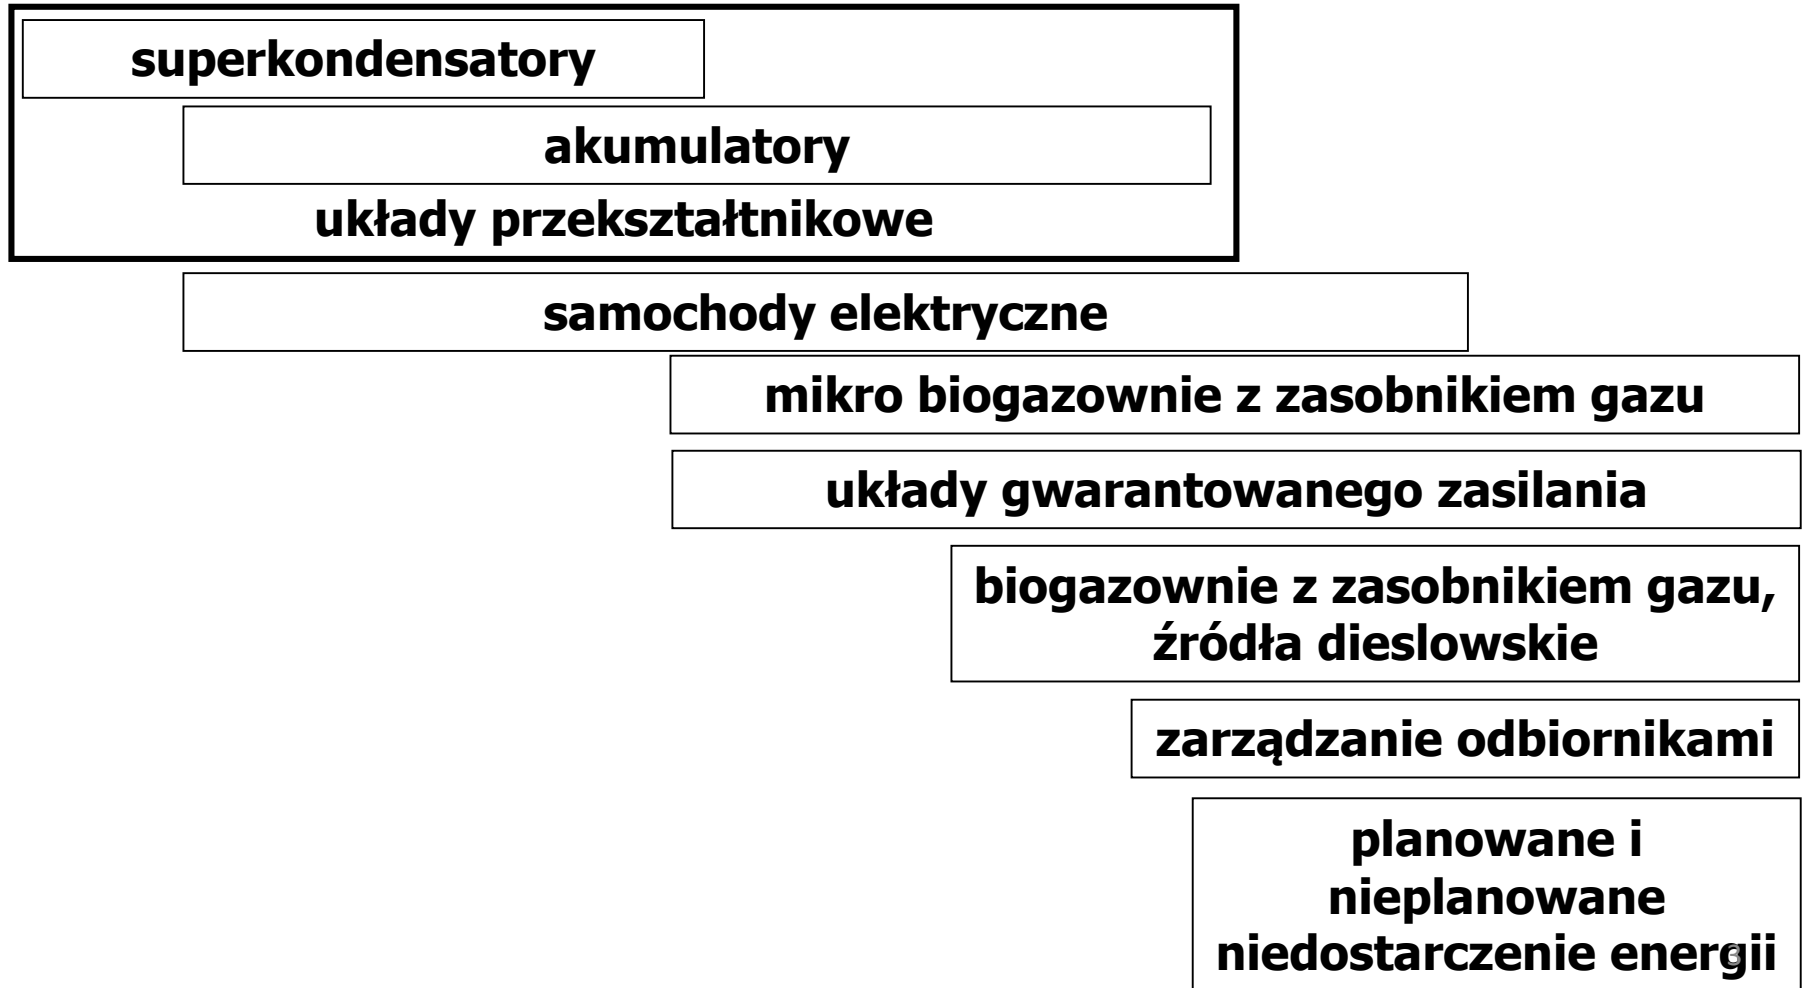 superkondensatory
akumulatory
układy przekształtnikowe
samochody elektryczne
mikro biogazownie z zasobnikiem gazu
układy gwarantowanego zasilania
biogazownie z zasobnikiem gazu,
źródła dieslowskie
zarządzanie odbiornikami
planowane i
nieplanowane
niedostarczenie energii
3